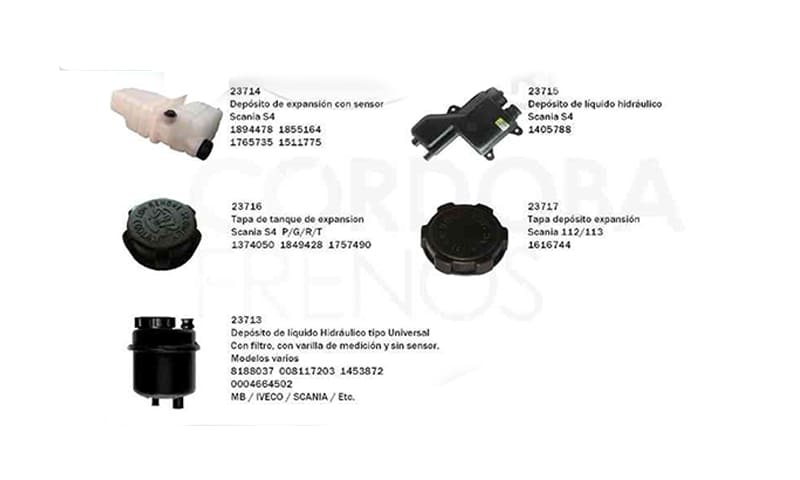 23714
Depósito de expansión con sensor
Scania S4
1894478 1855164
1765735 1511775
23715
Depósito de líquido hidráulico
Scania S4
1405788
23716
Tapa de tanque de expansion
Scania S4 P/G/R/T
1374050 1849428 1757490
23717
Tapa depósito expansión
Scania 112/113
1616744
23713
Depósito de líquido Hidráulico tipo Universal
Con filtro, con varilla de medición y sin sensor.
Modelos varios
8188037 008117203 1453872
0004664502
MB / IVECO / SCANIA / Etc.
CORDOBA
FRENOS